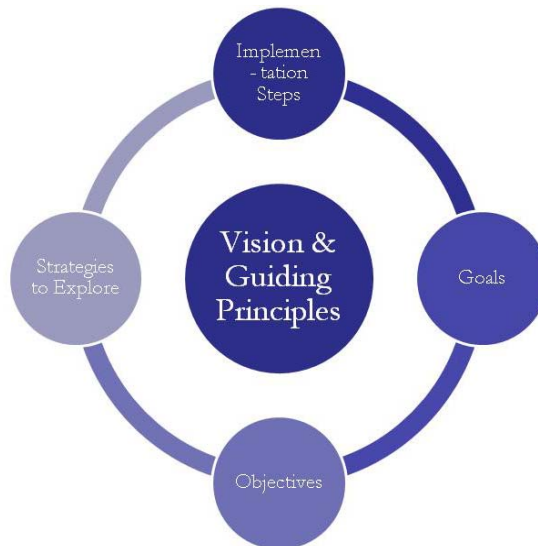 Implemen
- tation
Steps
Vision &
Guiding
Principles
Strategies
to Explore
Goals
Objectives